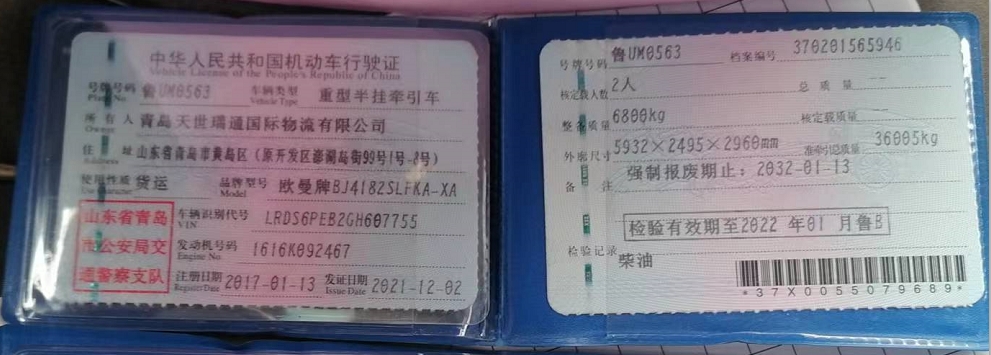 中华人民共和国机动车行驶证
Vehicle License of the People's Republic of China
号牌号码 鲁UM0563 车辆类型 重型半挂牵引车
Plate No. Vehicle Type
所有人 青岛天世瑞通国际物流有限公司
Owner
住址 山东省青岛市黄岛区(原开发区澎湖岛街99号1号-8号)
Address
使用性质 货运 品牌型号 欧曼牌BJ4182SLFKA-XA
Use Character Model
山东省青岛
市公安局交
通警察支队
车辆识别代号 LRDS6PEB2GH607755
VIN
发动机号码 1616K092467
Engine No.
注册日期 2017-01-13 发证日期 2021-12-02
Register Date Issue Date
号牌号码 鲁UM0563 档案编号 370201565946
核定载人数 2人 总质量 --
整备质量 6800kg 核定载质量 --
外廓尺寸 5932×2495×2960mm 准牵引总质量 36005kg
备注 强制报废期止:2032-01-13
检验有效期至2022年01月鲁B
检验记录
柴油
*37X0055079689*